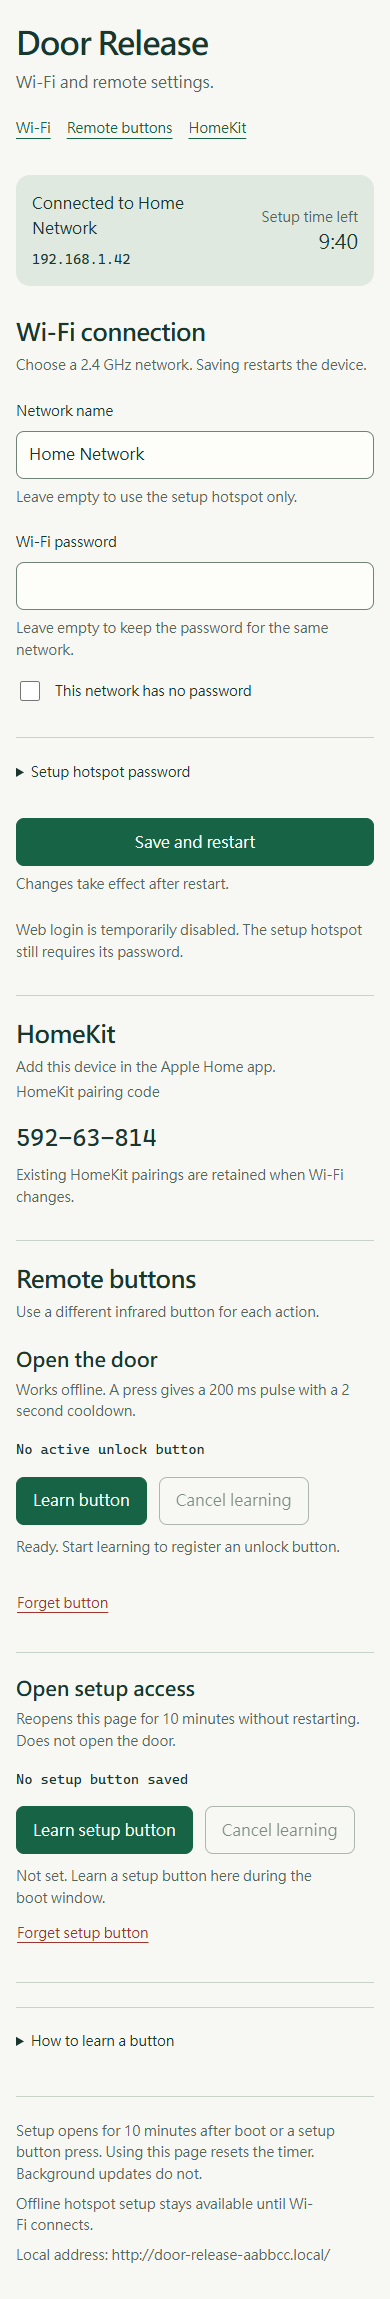 Door Release
Wi-Fi and remote settings.
Wi-Fi
Remote buttons
HomeKit
Connected to Home
Network
192.168.1.42
Setup time left
9:40
Wi-Fi connection
Choose a 2.4 GHz network. Saving restarts the device.
Network name
Home Network
Leave empty to use the setup hotspot only.
Wi-Fi password
Leave empty to keep the password for the same
network.
This network has no password
Setup hotspot password
Save and restart
Changes take effect after restart.
Web login is temporarily disabled. The setup hotspot
still requires its password.
HomeKit
Add this device in the Apple Home app.
HomeKit pairing code
592-63-814
Existing HomeKit pairings are retained when Wi-Fi
changes.
Remote buttons
Use a different infrared button for each action.
Open the door
Works offline. A press gives a 200 ms pulse with a 2
second cooldown.
No active unlock button
Learn button
Cancel learning
Ready. Start learning to register an unlock button.
Forget button
Open setup access
Reopens this page for 10 minutes without restarting.
Does not open the door.
No setup button saved
Learn setup button
Cancel learning
Not set. Learn a setup button here during the
boot window.
Forget setup button
How to learn a button
Setup opens for 10 minutes after boot or a setup
button press. Using this page resets the timer.
Background updates do not.
Offline hotspot setup stays available until Wi-
Fi connects.
Local address: http://door-release-aabbcc.local/